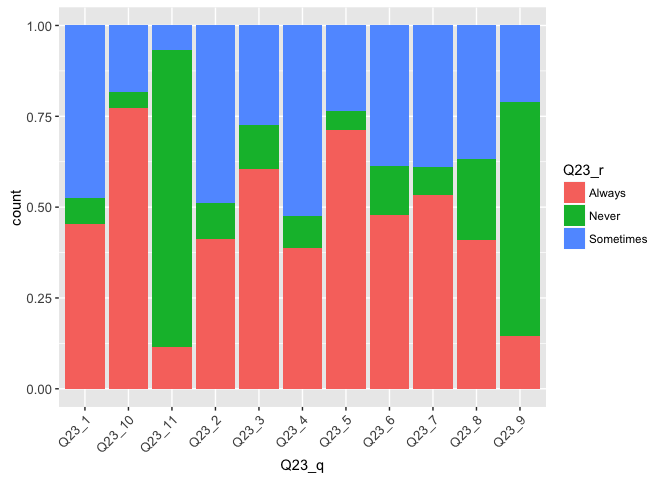 1.00
0.75
0.50
0.25
0.00
count
Q23_1
Q23_10
Q23_11
Q23_2
Q23_3
Q23_4
Q23_5
Q23_6
Q23_7
Q23_8
Q23_9
Q23_q
Q23_r
Always
Never
Sometimes